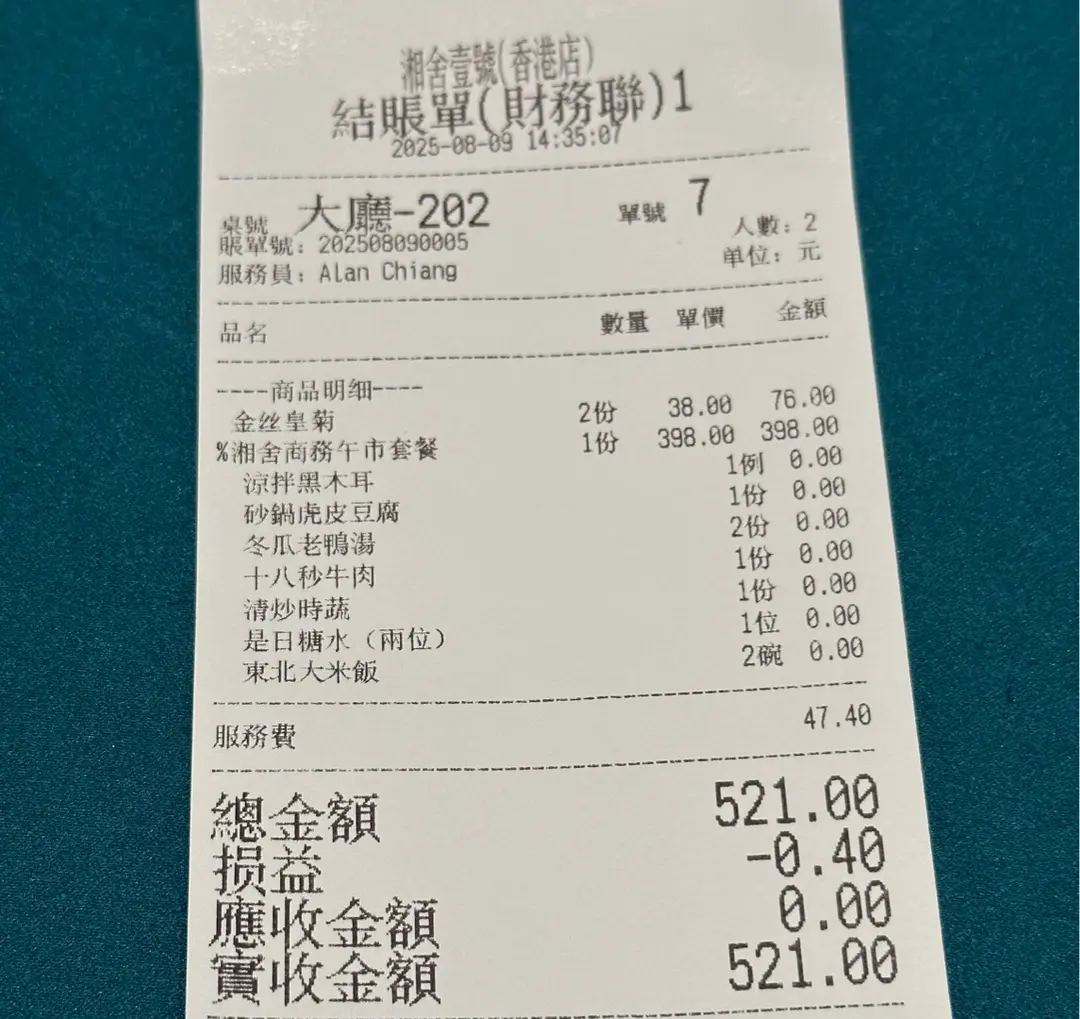 湘舍壹號(香港店)
結賬單(財務聯)1
2025-08-09 14:35:07
桌號 大廳-202 單號 7
賬單號: 202508090005 人數: 2
服務員: Alan Chiang 单位: 元
品名 數量 單價 金額
----商品明细----
金丝皇菊 2份 38.00 76.00
%湘舍商務午市套餐 1份 398.00 398.00
涼拌黑木耳 1例 0.00
砂鍋虎皮豆腐 1份 0.00
冬瓜老鴨湯 2份 0.00
十八秒牛肉 1份 0.00
清炒時蔬 1份 0.00
是日糖水（兩位） 1位 0.00
東北大米飯 2碗 0.00
服務費 47.40
總金額 521.00
损益 -0.40
應收金額 0.00
實收金額 521.00